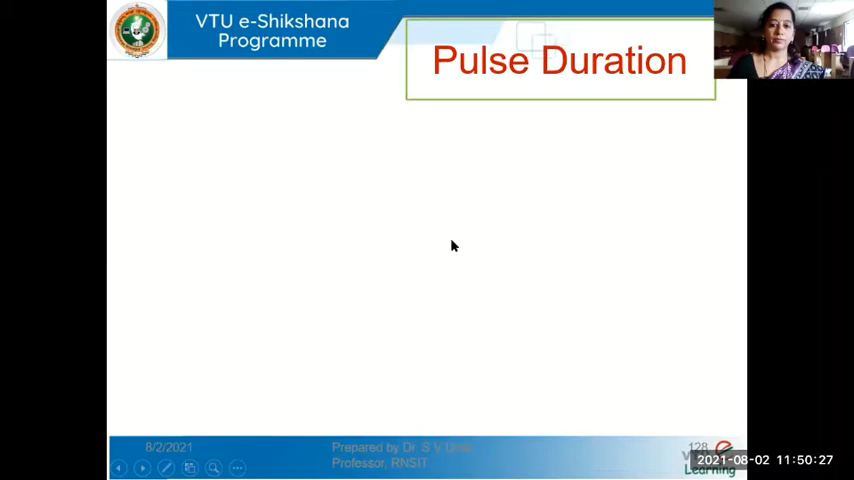 VTU e-Shikshana
Programme
Pulse Duration
8/2/2021
Prepared by Dr. S V
Professor, RNSIT
128
2021-08-02 11:50:27
Learning